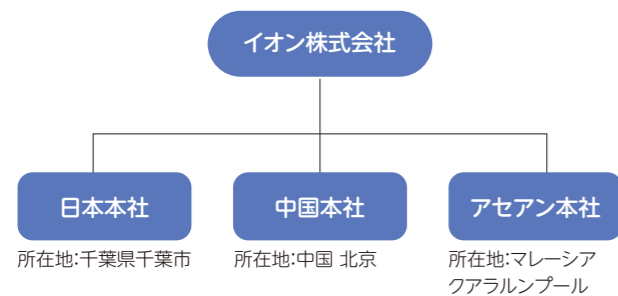 イオン株式会社
日本本社
中国本社
アセアン本社
所在地:千葉県千葉市
所在地:中国 北京
所在地:マレーシア
クアラルンプール